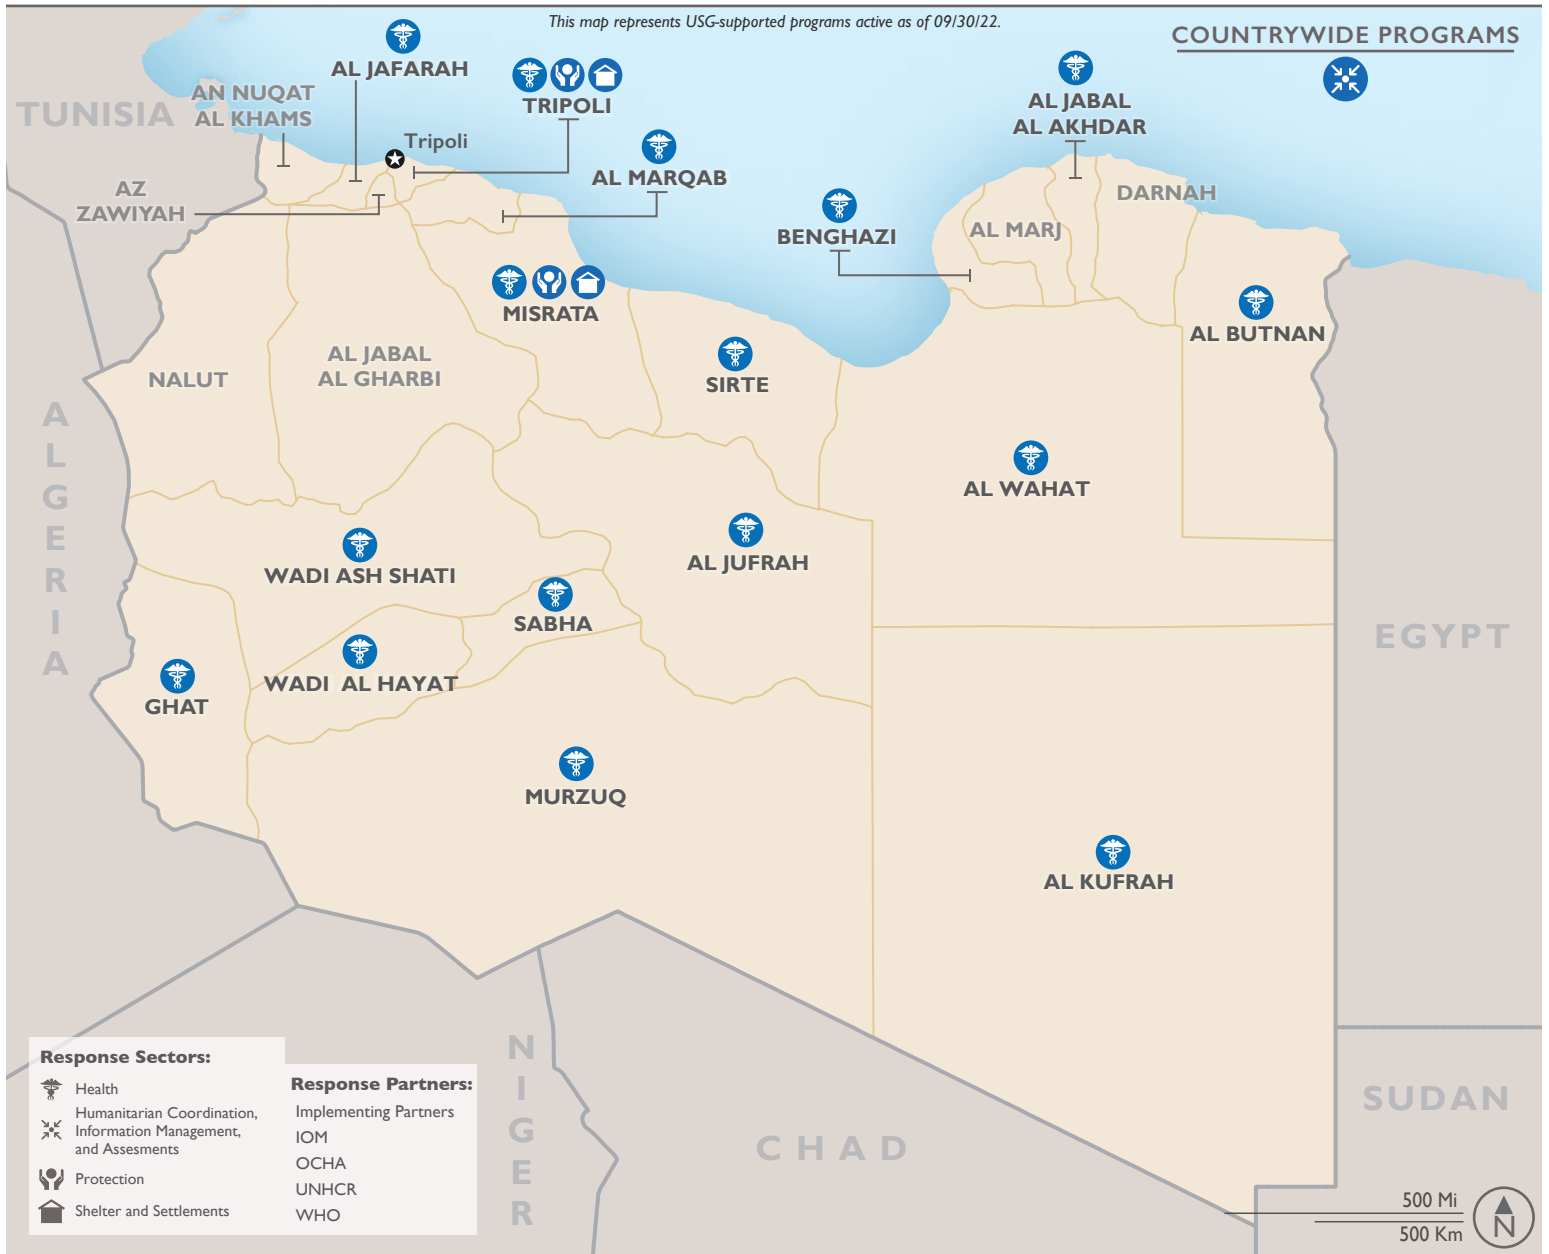 This map represents USG-supported programs active as of 09/30/22.
COUNTRYWIDE PROGRAMS
TUNISIA
AN NUQAT
AL KHAMS
AL JAFARAH
TRIPOLI
Tripoli
AL MARQAB
AZ
ZAWIYAH
BENGHAZI
AL JABAL
AL AKHDAR
AL MARJ
DARNAH
MISRATA
AL BUTNAN
NALUT
AL JABAL
AL GHARBI
SIRTE
AL WAHAT
ALGERIA
WADI ASH SHATI
AL JUFRAH
SABHA
WADI AL HAYAT
GHAT
EGYPT
MURZUQ
AL KUFRAH
NIGER
CHAD
SUDAN
Response Sectors:
Health
Humanitarian Coordination,
Information Management,
and Assesments
Protection
Shelter and Settlements
Response Partners:
Implementing Partners
IOM
OCHA
UNHCR
WHO
500 Mi
500 Km
N